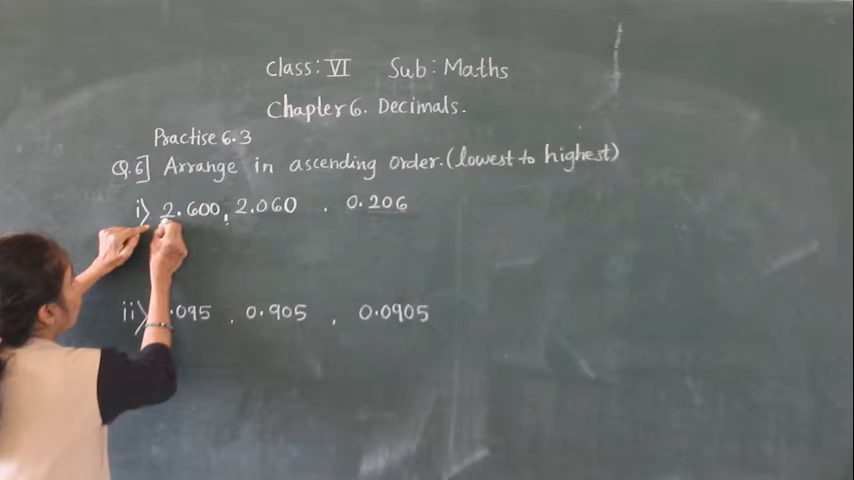 Class: VI Sub: Maths
Chapter 6. Decimals.
Practise 6.3
Q.6] Arrange in ascending order. (lowest to highest)
i) 2.600, 2.060 , 0.206
ii) .095 , 0.905 , 0.0905